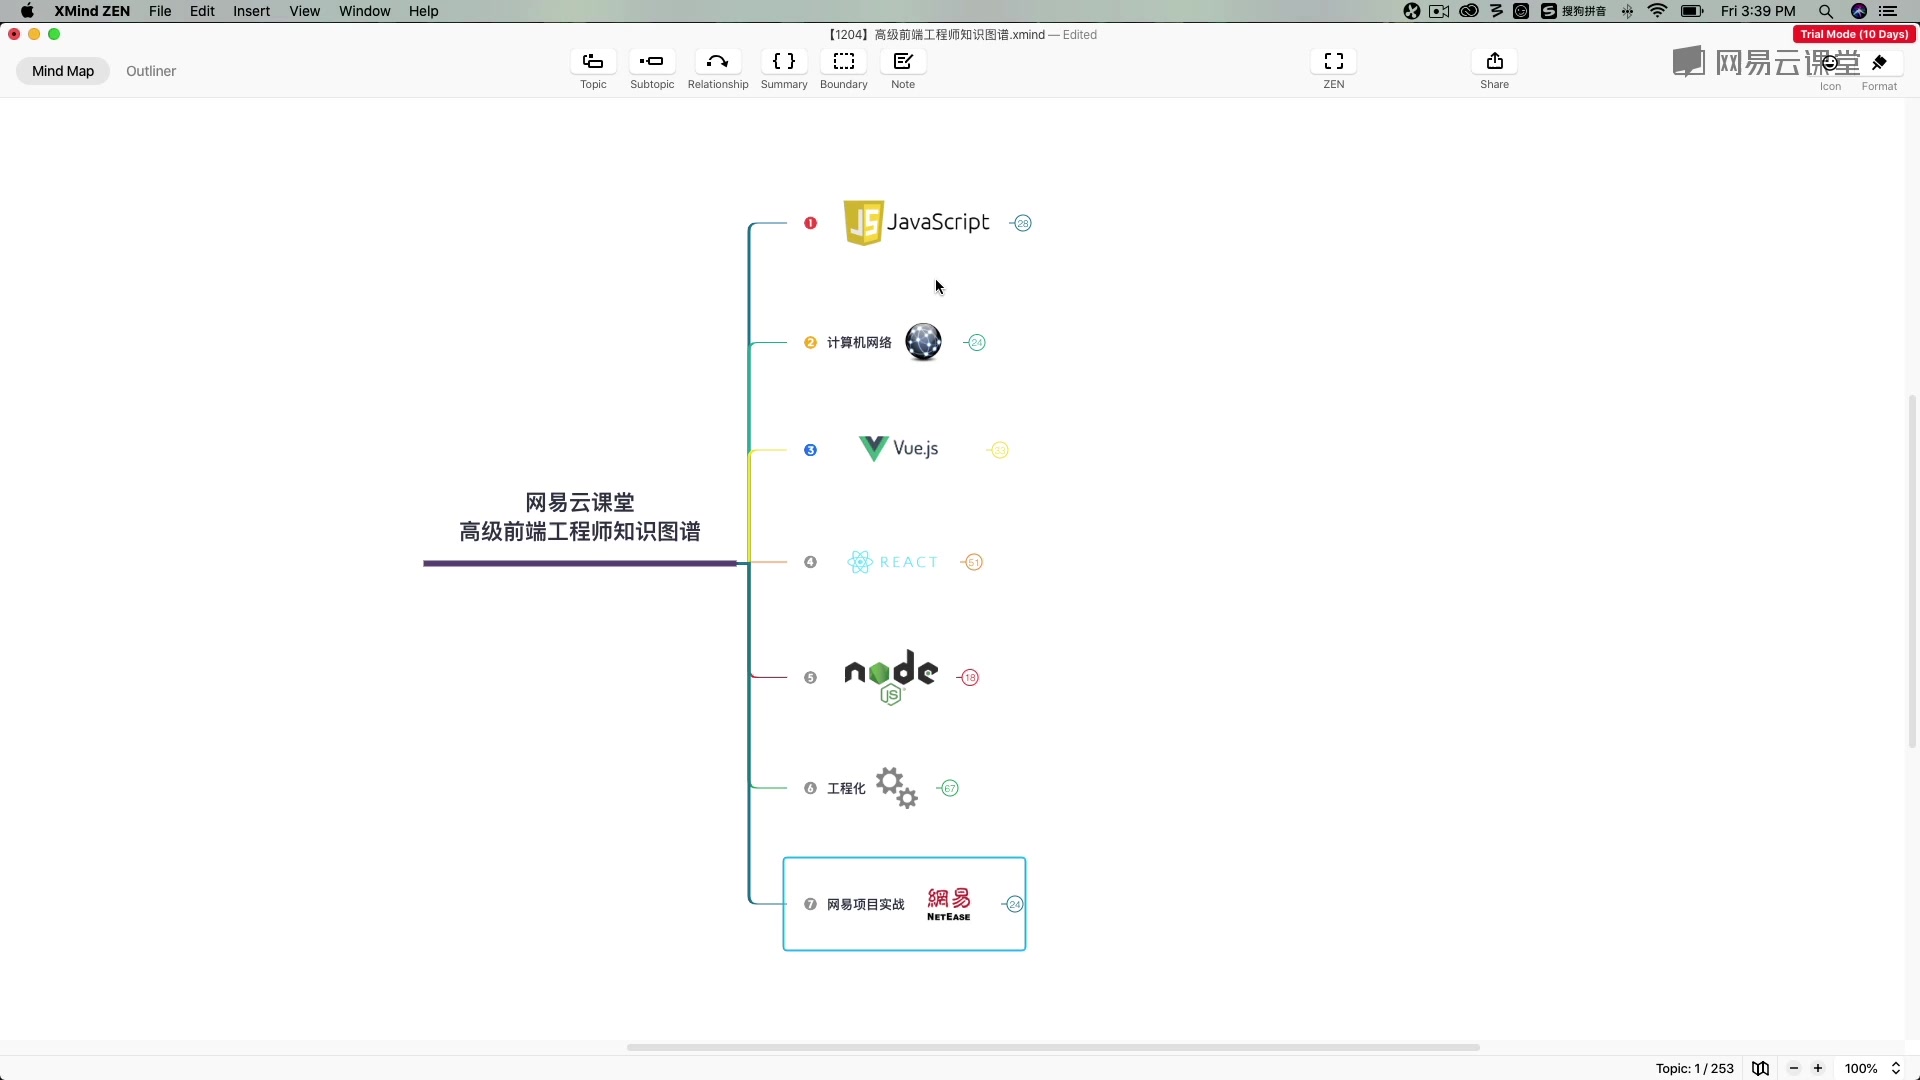 XMind ZEN File Edit Insert View Window Help
搜狗拼音 Fri 3:39 PM
【1204】高级前端工程师知识图谱.xmind — Edited
Trial Mode (10 Days)
Mind Map Outliner
Topic Subtopic Relationship Summary Boundary Note ZEN Share Icon Format
网易云课堂
1 JS JavaScript 28
2 计算机网络 24
3 Vue.js 33
网易云课堂
高级前端工程师知识图谱
4 REACT 51
5 node JS 18
6 工程化 67
7 网易项目实战 網易 NETEASE 24
Topic: 1 / 253 100%